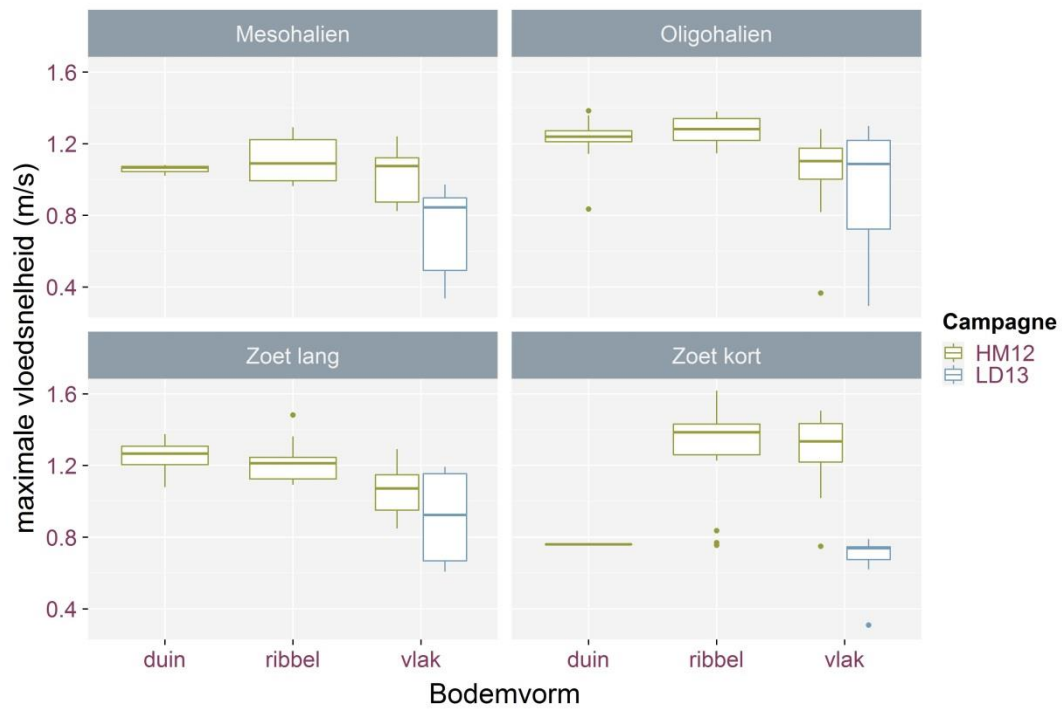 Mesohalien Oligohalien
1.6
1.2
0.8
0.4
Zoet lang Zoet kort
1.6
1.2
0.8
0.4
duin ribbel vlak duin ribbel vlak
Bodemvorm
maximale vloedsnelheid (m/s)
Campagne
HM12
LD13